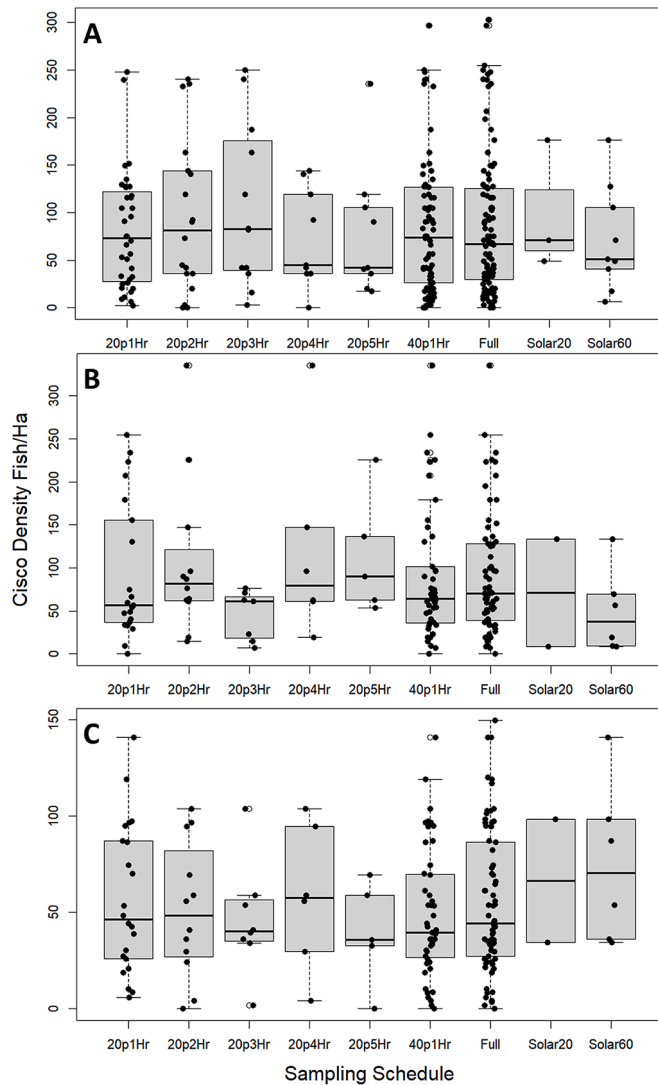 A
300
250
200
150
100
50
0
20p1Hr 20p2Hr 20p3Hr 20p4Hr 20p5Hr 40p1Hr Full Solar20 Solar60
B
300
250
200
150
100
50
0
20p1Hr 20p2Hr 20p3Hr 20p4Hr 20p5Hr 40p1Hr Full Solar20 Solar60
Cisco Density Fish/Ha
C
150
100
50
0
20p1Hr 20p2Hr 20p3Hr 20p4Hr 20p5Hr 40p1Hr Full Solar20 Solar60
Sampling Schedule